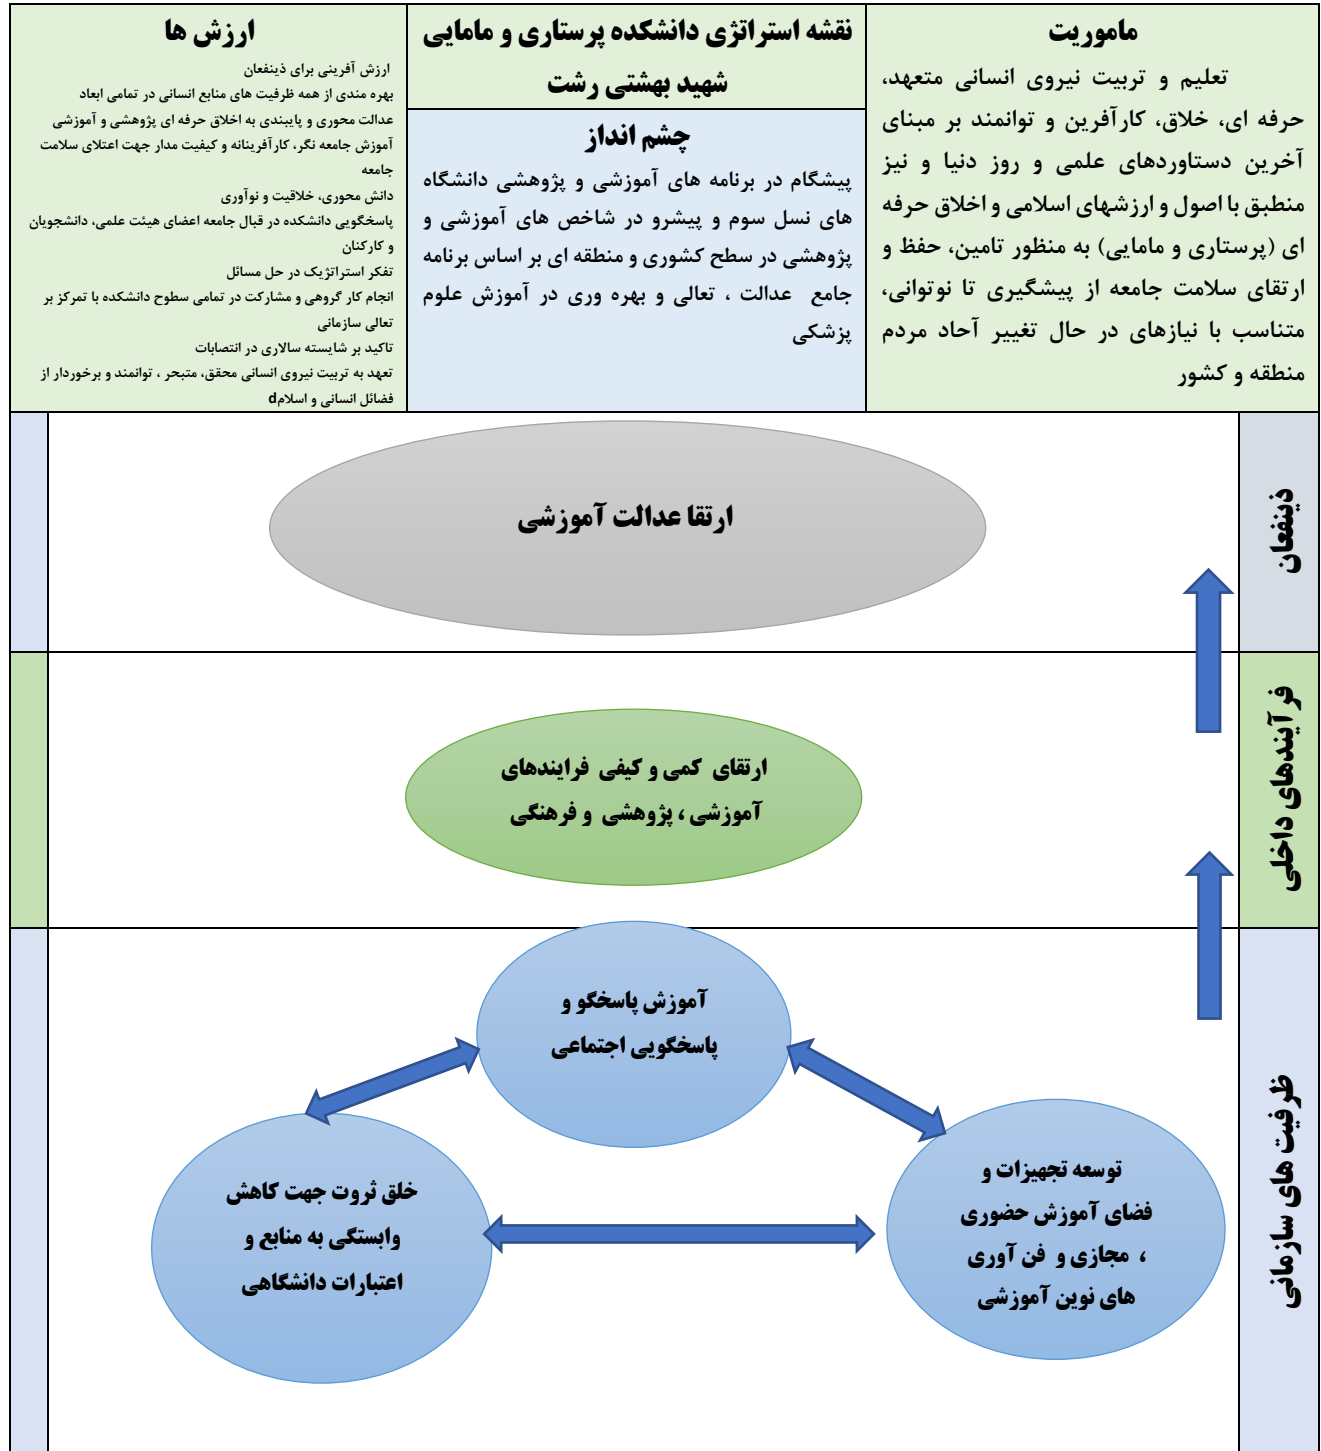 ماموریت
تعلیم و تربیت نیروی انسانی متعهد،
حرفه ای، خلاق، کارآفرین و توانمند بر مبنای
آخرین دستاوردهای علمی و روز دنیا و نیز
منطبق با اصول و ارزشهای اسلامی و اخلاق حرفه
ای (پرستاری و مامایی) به منظور تامین، حفظ و
ارتقای سلامت جامعه از پیشگیری تا نوتوانی،
متناسب با نیازهای در حال تغییر آحاد مردم
منطقه و کشور
نقشه استراتژی دانشکده پرستاری و مامایی
شهید بهشتی رشت
چشم انداز
پیشگام در برنامه های آموزشی و پژوهشی دانشگاه
های نسل سوم و پیشرو در شاخص های آموزشی و
پژوهشی در سطح کشوری و منطقه ای بر اساس برنامه
جامع عدالت ، تعالی و بهره وری در آموزش علوم
پزشکی
ارزش ها
ارزش آفرینی برای ذینفعان
بهره مندی از همه ظرفیت های منابع انسانی در تمامی ابعاد
عدالت محوری و پایبندی به اخلاق حرفه ای پژوهشی و آموزشی
آموزش جامعه نگر، کارآفرینانه و کیفیت مدار جهت اعتلای سلامت
جامعه
دانش محوری، خلاقیت و نوآوری
پاسخگویی دانشکده در قبال جامعه اعضای هیئت علمی، دانشجویان
و کارکنان
تفکر استراتژیک در حل مسائل
انجام کار گروهی و مشارکت در تمامی سطوح دانشکده با تمرکز بر
تعالی سازمانی
تاکید بر شایسته سالاری در انتصابات
تعهد به تربیت نیروی انسانی محقق، متبحر ، توانمند و برخوردار از
فضائل انسانی و اسلامd
ذینفعان
ارتقا عدالت آموزشی
فرآیندهای داخلی
ارتقای کمی و کیفی فرایندهای
آموزشی ، پژوهشی و فرهنگی
ظرفیت های سازمانی
آموزش پاسخگو و
پاسخگویی اجتماعی
توسعه تجهیزات و
فضای آموزش حضوری
، مجازی و فن آوری
های نوین آموزشی
خلق ثروت جهت کاهش
وابستگی به منابع و
اعتبارات دانشگاهی